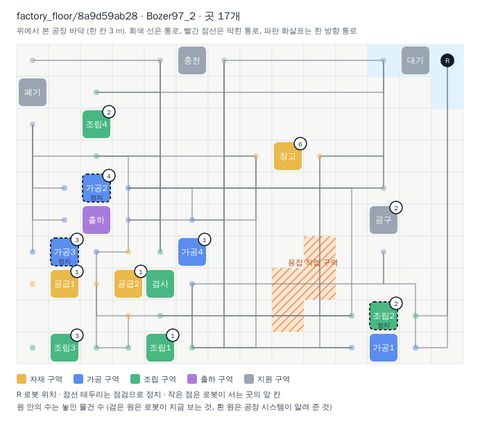 factory_floor/8a9d59ab28 · Bozer97_2 · 곳 17개
위에서 본 공장 바닥 (한 칸 3 m). 회색 선은 통로, 빨간 점선은 막힌 통로, 파란 화살표는 한 방향 통로
충전
대기
R
폐기
2
조립4
6
창고
4
가공2
정지
출하
2
공구
3
가공3
정지
1
가공4
용접 작업 구역
1
공급1
1
공급2
검사
2
조립2
정지
조립3
3
조립1
1
가공1
자재 구역
가공 구역
조립 구역
출하 구역
지원 구역
R 로봇 위치 · 점선 테두리는 점검으로 정지 · 작은 점은 로봇이 서는 곳의 앞 칸
원 안의 수는 놓인 물건 수 (검은 원은 로봇이 지금 보는 것, 흰 원은 공장 시스템이 알려 준 것)